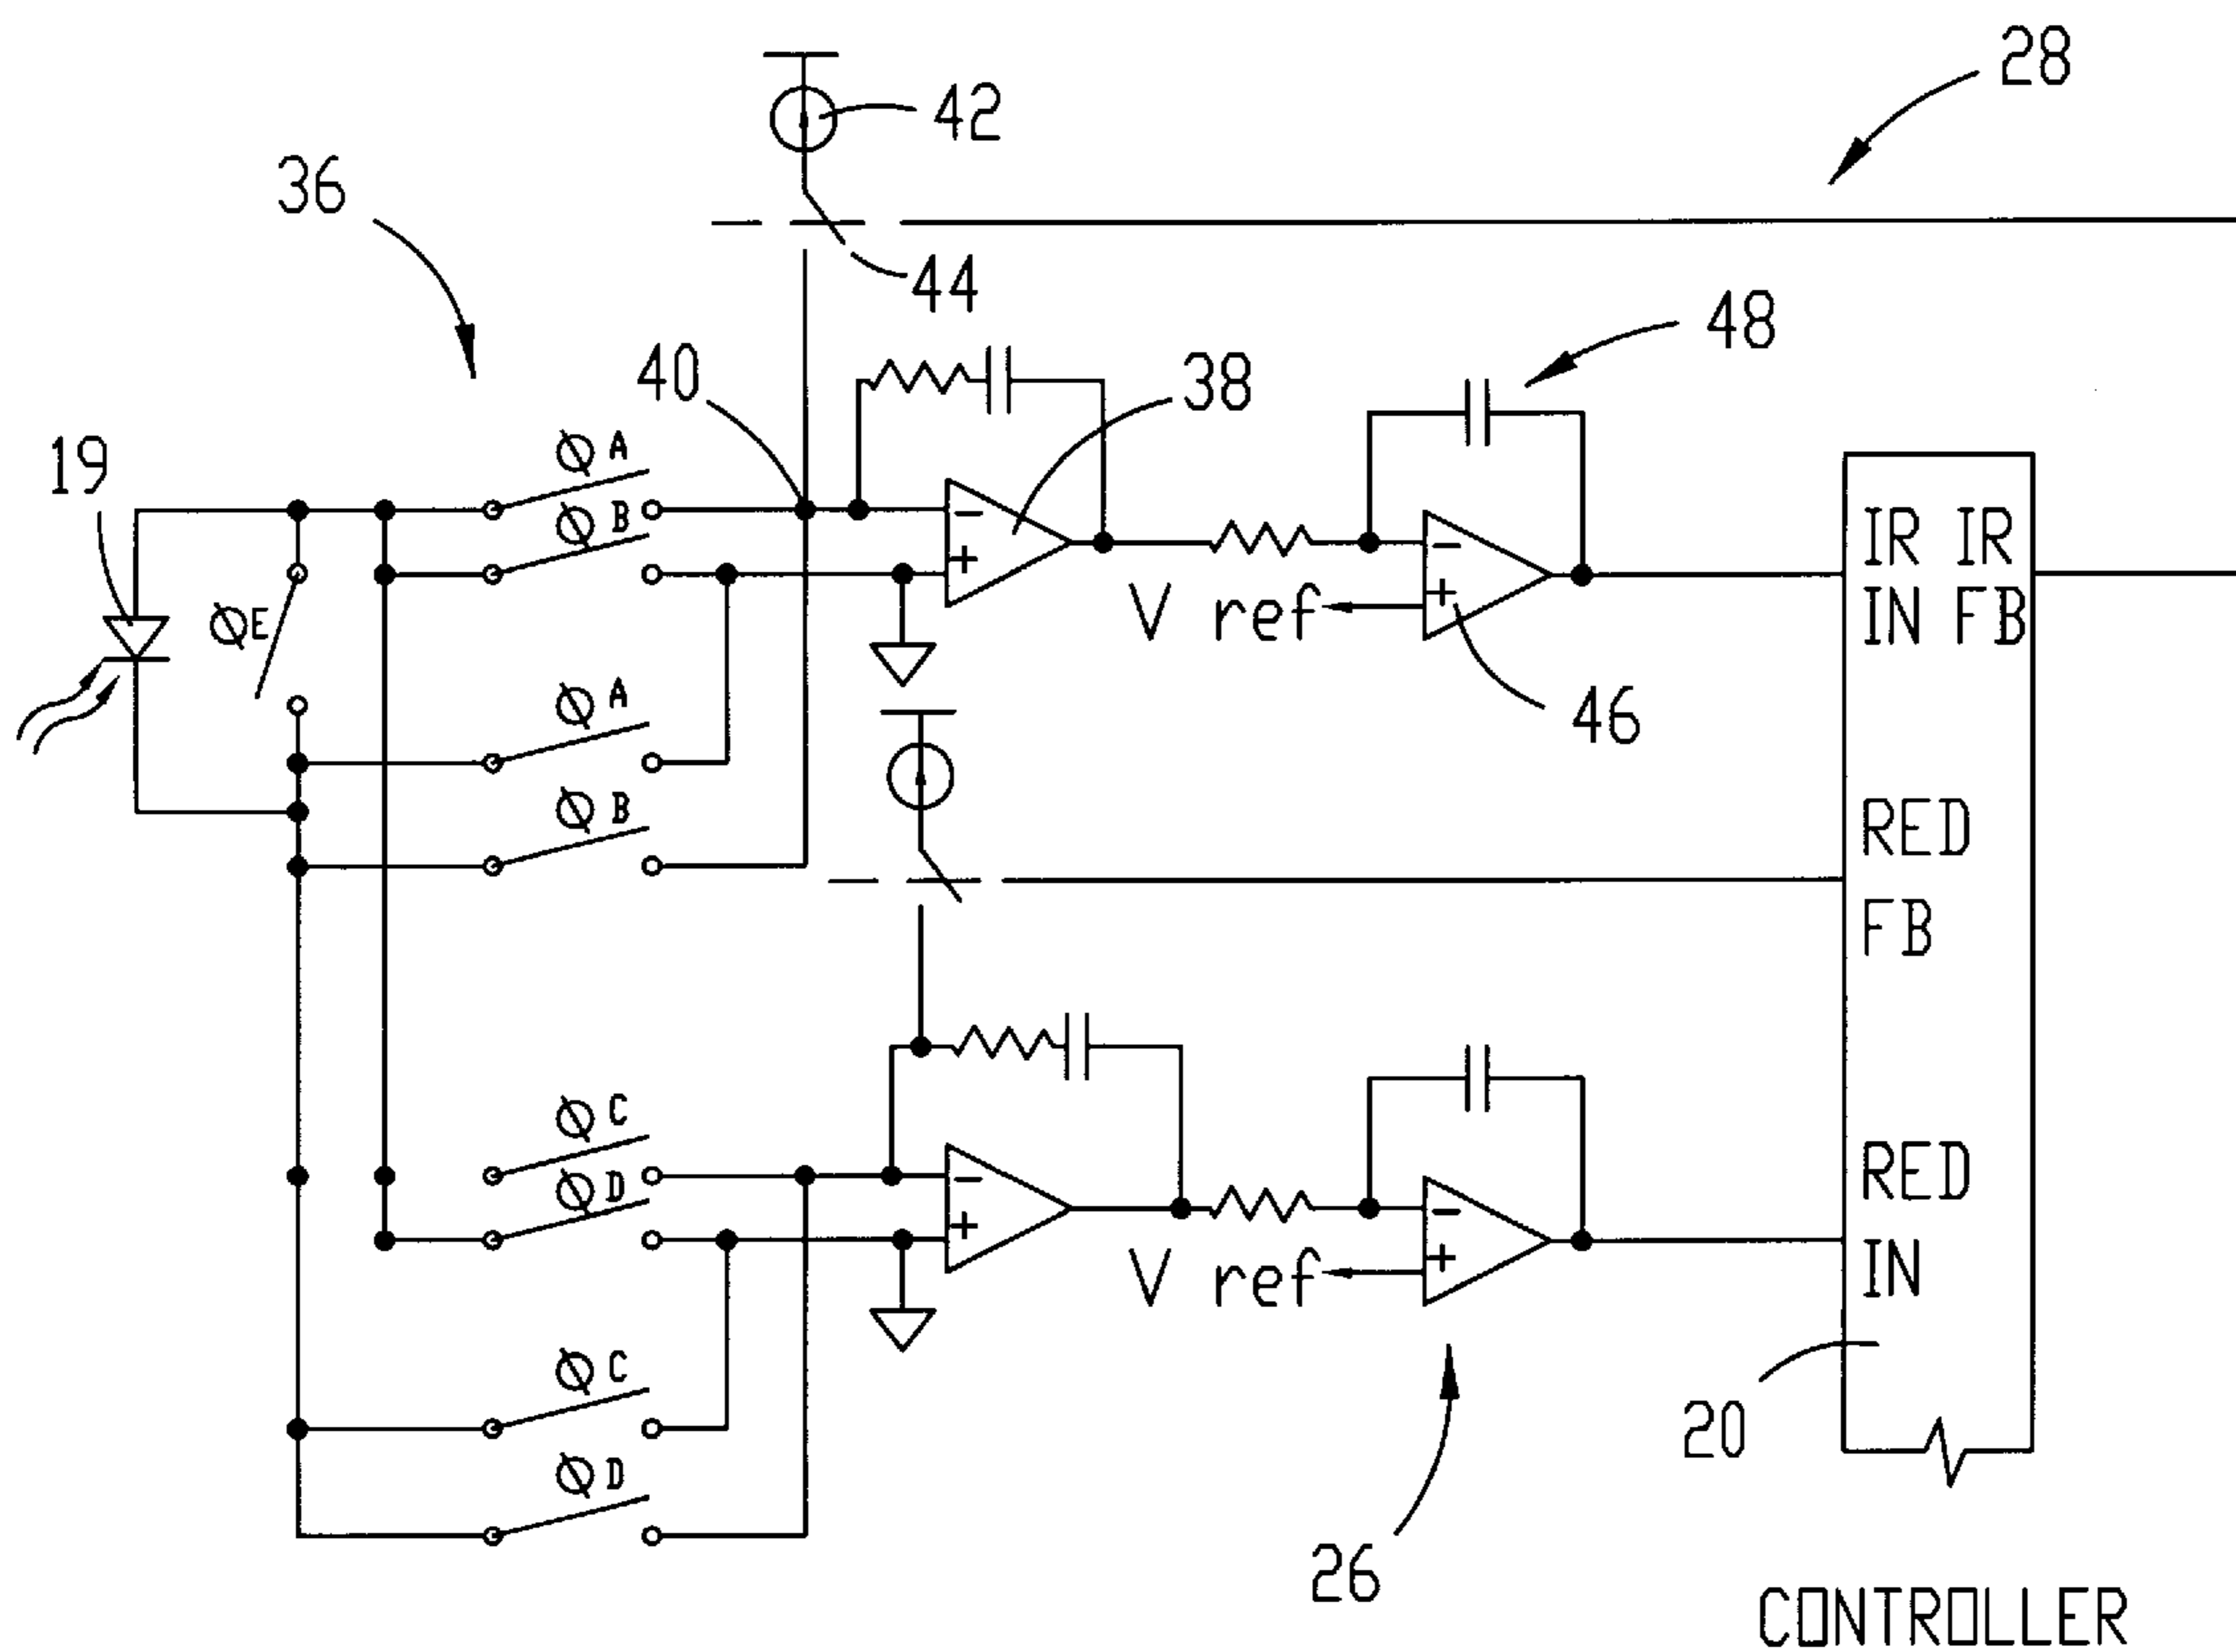 28
42
36
44
48
40
38
19
ØA
ØB
IR IR
IN FB
ØE
V ref
ØA
46
ØB
RED
FB
ØC
RED
ØD
V ref
IN
ØC
20
ØD
26
CONTROLLER